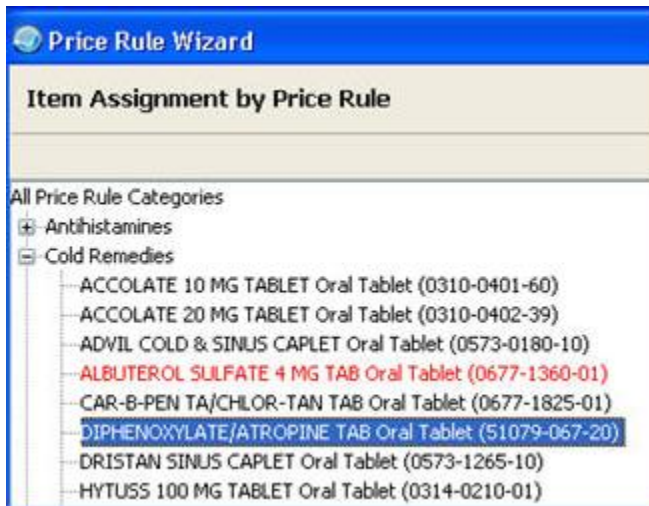 Price Rule Wizard
Item Assignment by Price Rule
All Price Rule Categories
Antihistamines
Cold Remedies
ACCOLATE 10 MG TABLET Oral Tablet (0310-0401-60)
ACCOLATE 20 MG TABLET Oral Tablet (0310-0402-39)
ADVIL COLD & SINUS CAPLET Oral Tablet (0573-0180-10)
ALBUTEROL SULFATE 4 MG TAB Oral Tablet (0677-1360-01)
CAR-B-PEN TA/CHLOR-TAN TAB Oral Tablet (0677-1825-01)
DIPHENOXYLATE/ATROPINE TAB Oral Tablet (51079-067-20)
DRISTAN SINUS CAPLET Oral Tablet (0573-1265-10)
HYTUSS 100 MG TABLET Oral Tablet (0314-0210-01)